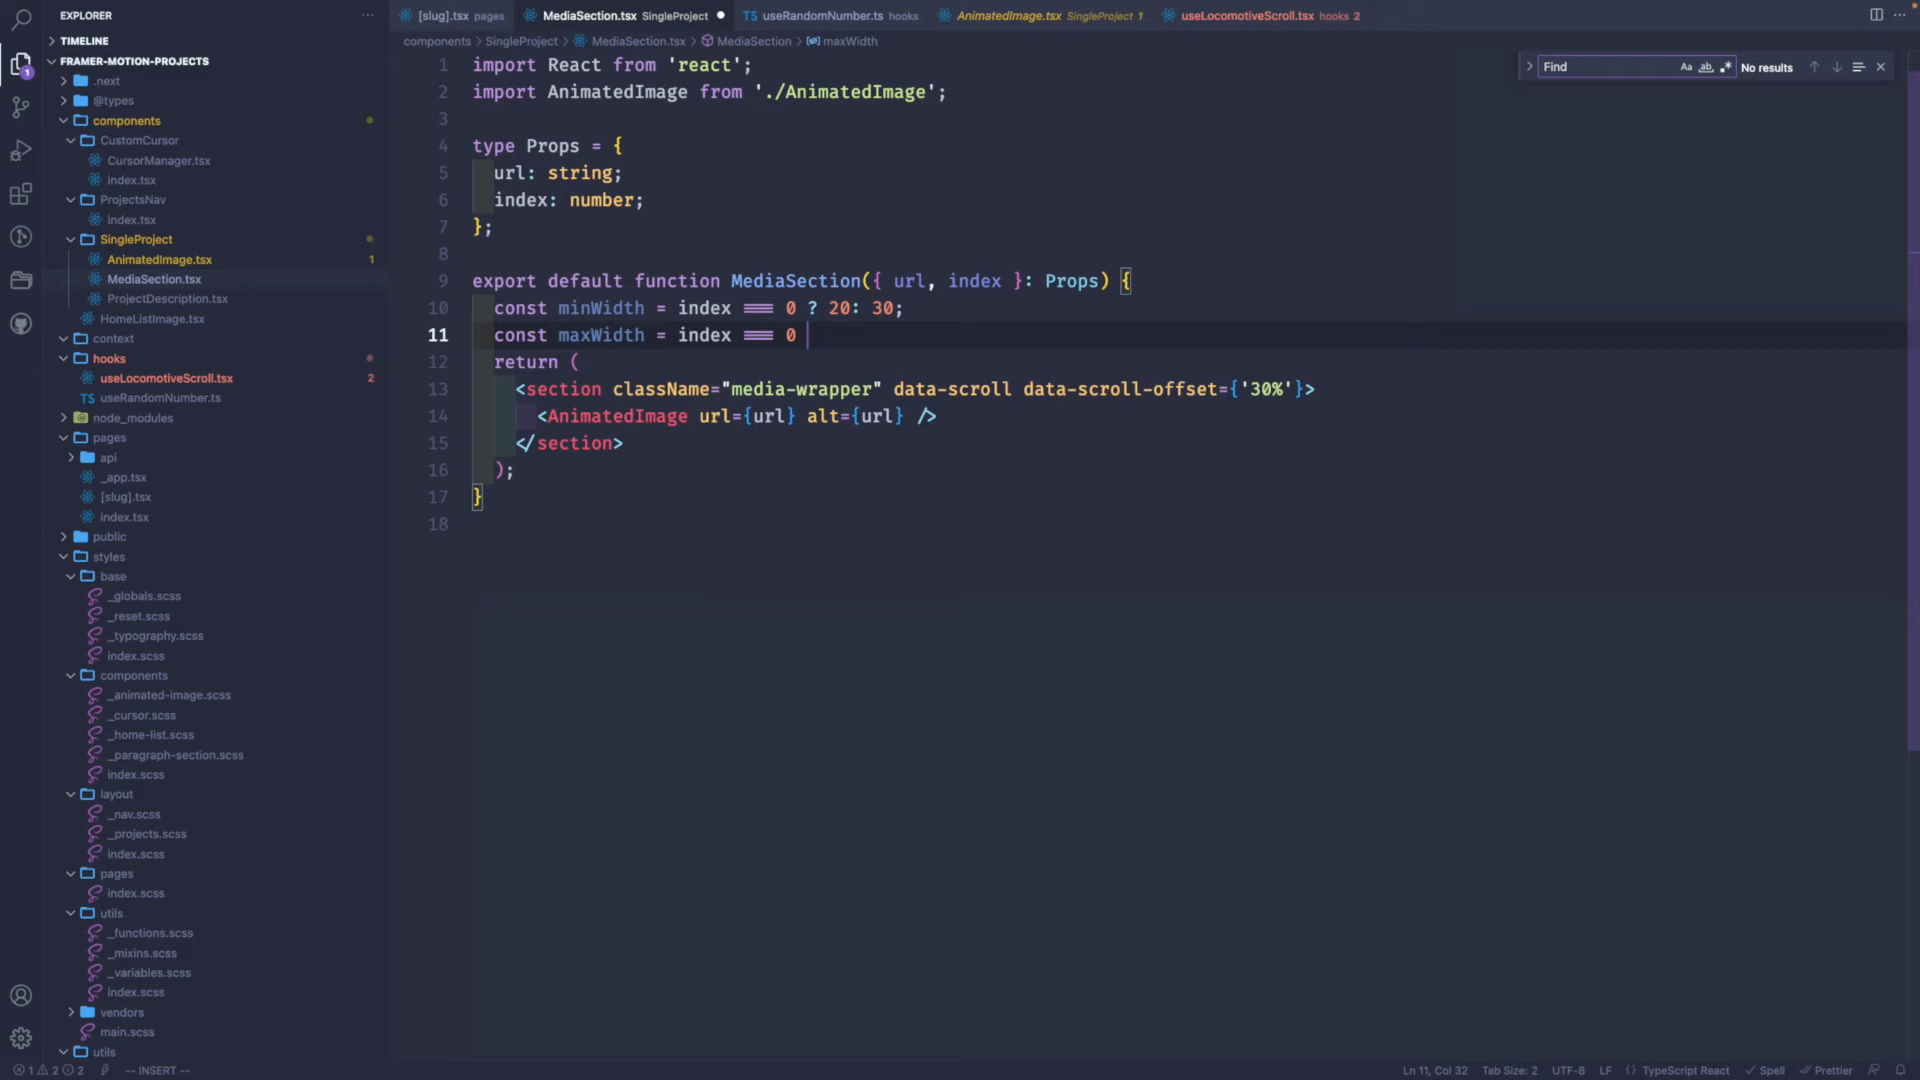 EXPLORER
[slug].tsx pages
MediaSection.tsx SingleProject
TS useRandomNumber.ts hooks
AnimatedImage.tsx SingleProject 1
useLocomotiveScroll.tsx hooks 2
components > SingleProject > MediaSection.tsx > MediaSection > maxWidth
TIMELINE
FRAMER-MOTION-PROJECTS
.next
@types
components
CustomCursor
CursorManager.tsx
index.tsx
ProjectsNav
index.tsx
SingleProject
AnimatedImage.tsx 1
MediaSection.tsx
ProjectDescription.tsx
HomeListImage.tsx
context
hooks
useLocomotiveScroll.tsx 2
TS useRandomNumber.ts
node_modules
pages
api
_app.tsx
[slug].tsx
index.tsx
public
styles
base
_globals.scss
_reset.scss
_typography.scss
index.scss
components
_animated-image.scss
_cursor.scss
_home-list.scss
_paragraph-section.scss
index.scss
layout
_nav.scss
_projects.scss
index.scss
pages
index.scss
utils
_functions.scss
_mixins.scss
_variables.scss
index.scss
vendors
main.scss
utils
1
Find Aa ab No results
1 import React from 'react';
2 import AnimatedImage from './AnimatedImage';
3
4 type Props = {
5 url: string;
6 index: number;
7 };
8
9 export default function MediaSection({ url, index }: Props) {
10 const minWidth = index === 0 ? 20: 30;
11 const maxWidth = index === 0
12 return (
13 <section className="media-wrapper" data-scroll data-scroll-offset={'30%'}>
14 <AnimatedImage url={url} alt={url} />
15 </section>
16 );
17 }
18
1 2 2 -- INSERT --
Ln 11, Col 32 Tab Size: 2 UTF-8 LF {} TypeScript React Spell Prettier